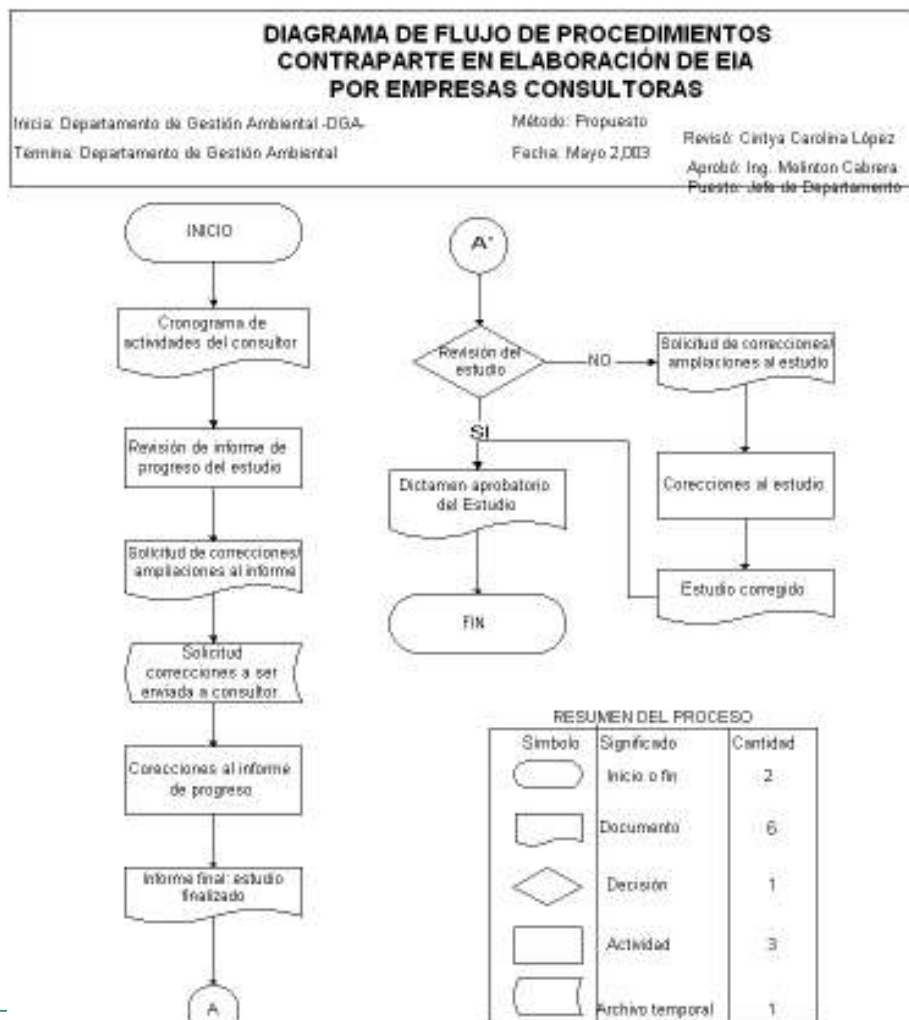 DIAGRAMA DE FLUJO DE PROCEDIMIENTOS
CONTRAPARTE EN ELABORACIÓN DE EIA
POR EMPRESAS CONSULTORAS
Inicia: Departamento de Gestión Ambiental -DGA-
Termina: Departamento de Gestión Ambiental
Método: Propuesto
Fecha: Mayo 2,003
Revisó: Cintya Carolina López
Aprobó: Ing. Melinton Cabrera
Puesto: Jefe de Departamento
INICIO
Cronograma de
actividades del consultor
Revisión de informe de
progreso del estudio
Solicitud de correcciones/
ampliaciones al informe
Solicitud
correcciones a ser
enviada a consultor
Corecciones al informe
de progreso
Informe final: estudio
finalizado
A
A'
Revisión del
estudio
NO
Solicitud de correcciones/
ampliaciones al estudio
SI
Corecciones al estudio
Dictamen aprobatorio
del Estudio
Estudio corregido
FIN
RESUMEN DEL PROCESO
Simbolo Significado Cantidad
Inicio o fin 2
Documento 6
Decisión 1
Actividad 3
Archivo temporal 1